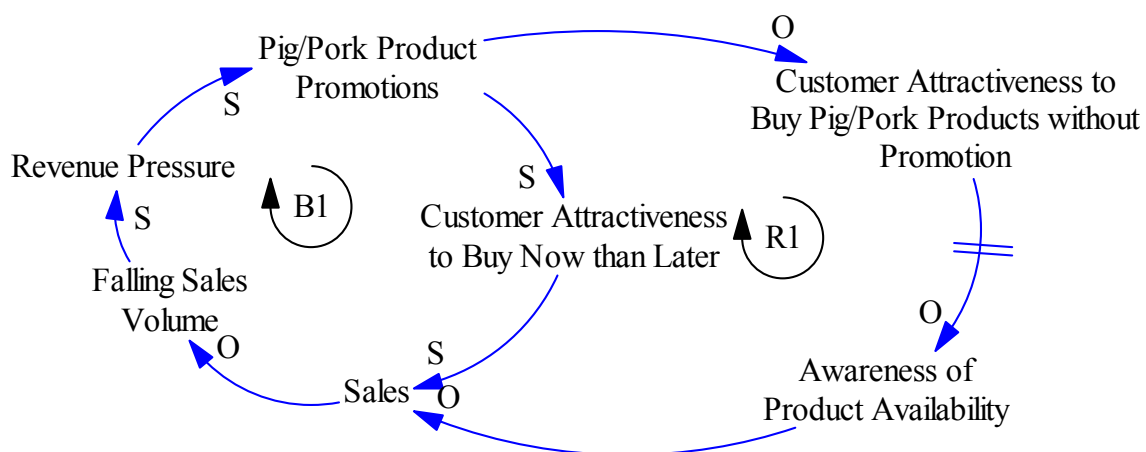 O
Pig/Pork Product
Promotions
Customer Attractiveness to
Buy Pig/Pork Products without
Promotion
S
Revenue Pressure
S
B1
S
Customer Attractiveness
to Buy Now than Later
R1
Falling Sales
Volume
O
O
S
Sales
O
Awareness of
Product Availability